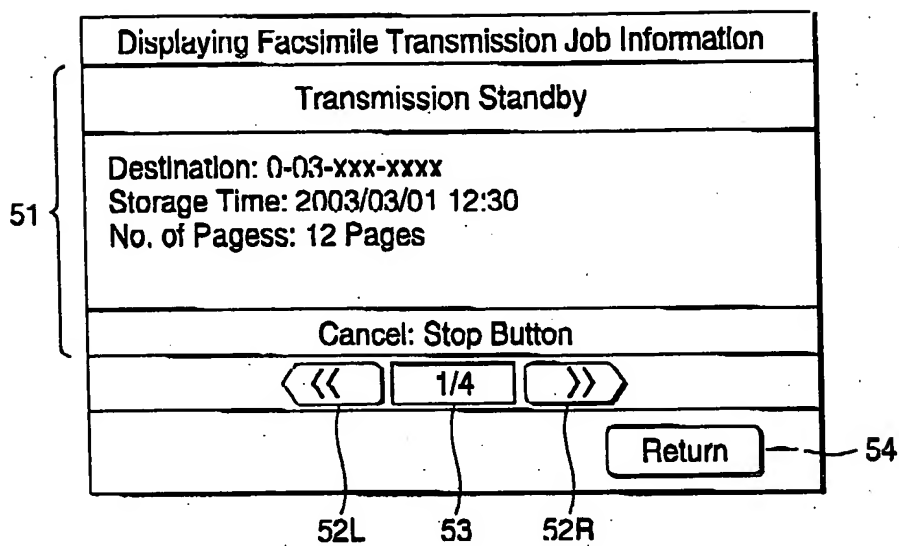 Displaying Facsimile Transmission Job Information
Transmission Standby
Destination: 0-03-xxx-xxxx
Storage Time: 2003/03/01 12:30
No. of Pagess: 12 Pages
51
Cancel: Stop Button
<< 1/4 >>
Return 54
52L 53 52R